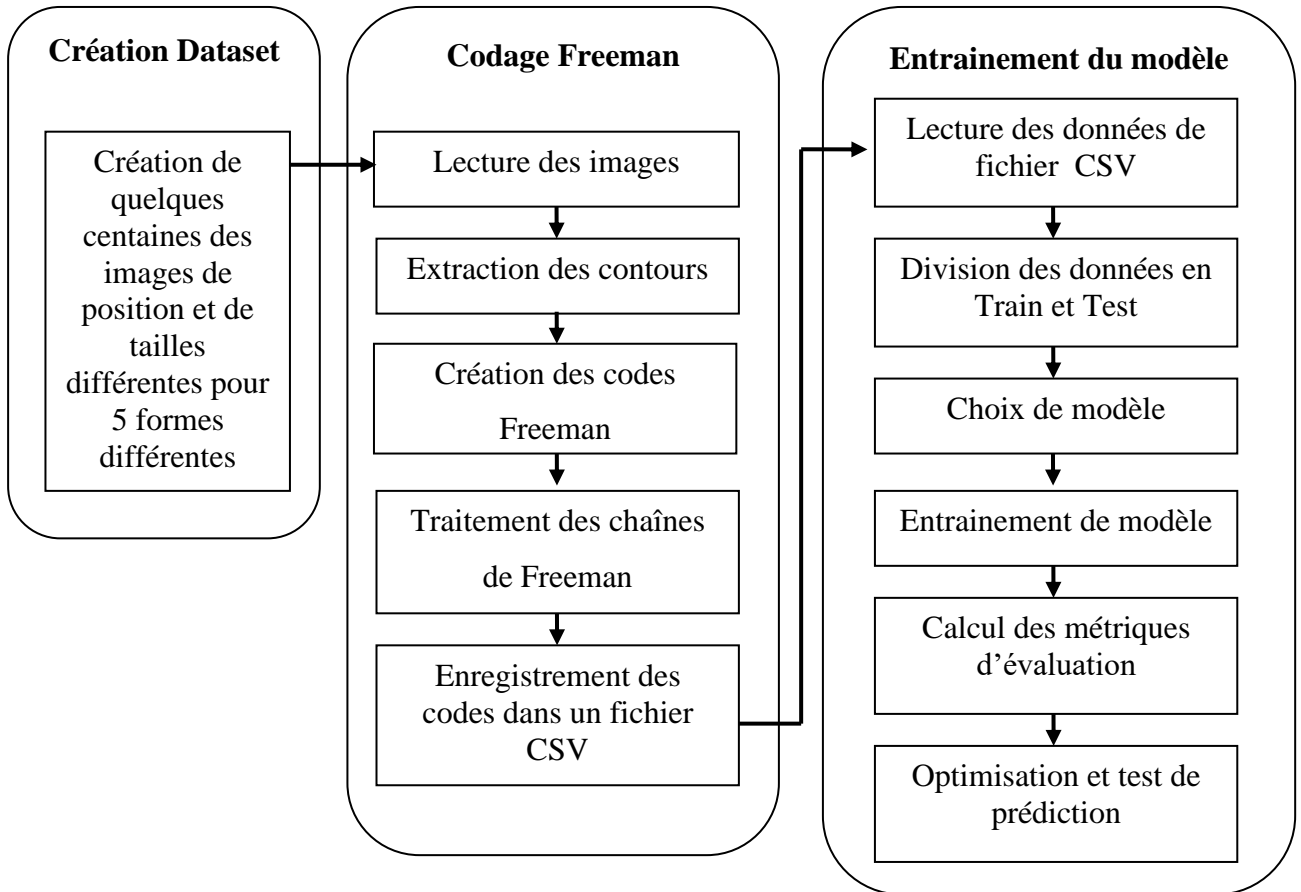 Création Dataset
Création de
quelques
centaines des
images de
position et de
tailles
différentes pour
5 formes
différentes
Codage Freeman
Lecture des images
Extraction des contours
Création des codes
Freeman
Traitement des chaînes
de Freeman
Enregistrement des
codes dans un fichier
CSV
Entrainement du modèle
Lecture des données de
fichier CSV
Division des données en
Train et Test
Choix de modèle
Entrainement de modèle
Calcul des métriques
d’évaluation
Optimisation et test de
prédiction